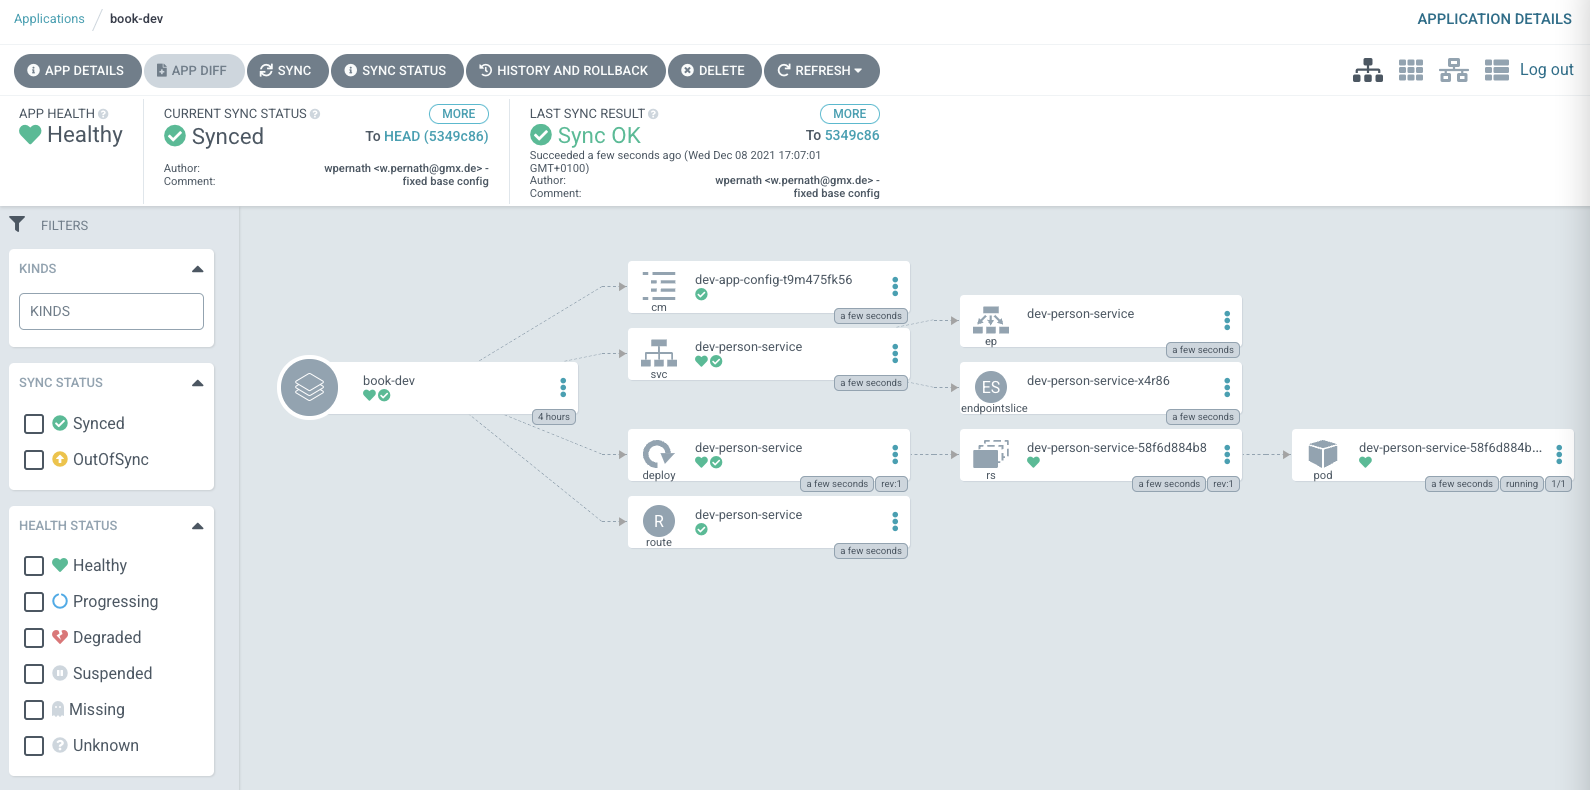 Applications / book-dev
APPLICATION DETAILS
APP DETAILS
APP DIFF
SYNC
SYNC STATUS
HISTORY AND ROLLBACK
DELETE
REFRESH
Log out
APP HEALTH ?
Healthy
CURRENT SYNC STATUS ?
MORE
Synced
To HEAD (5349c86)
Author:
wpernath <w.pernath@gmx.de> -
Comment:
fixed base config
LAST SYNC RESULT ?
MORE
Sync OK
To 5349c86
Succeeded a few seconds ago (Wed Dec 08 2021 17:07:01
GMT+0100)
Author:
wpernath <w.pernath@gmx.de> -
Comment:
fixed base config
FILTERS
KINDS
KINDS
SYNC STATUS
Synced
OutOfSync
HEALTH STATUS
Healthy
Progressing
Degraded
Suspended
Missing
? Unknown
book-dev
4 hours
cm
dev-app-config-t9m475fk56
a few seconds
svc
dev-person-service
a few seconds
ep
dev-person-service
a few seconds
ES
endpointslice
dev-person-service-x4r86
a few seconds
deploy
dev-person-service
a few seconds
rev:1
rs
dev-person-service-58f6d884b8
a few seconds
rev:1
pod
dev-person-service-58f6d884b...
a few seconds
running
1/1
R
route
dev-person-service
a few seconds